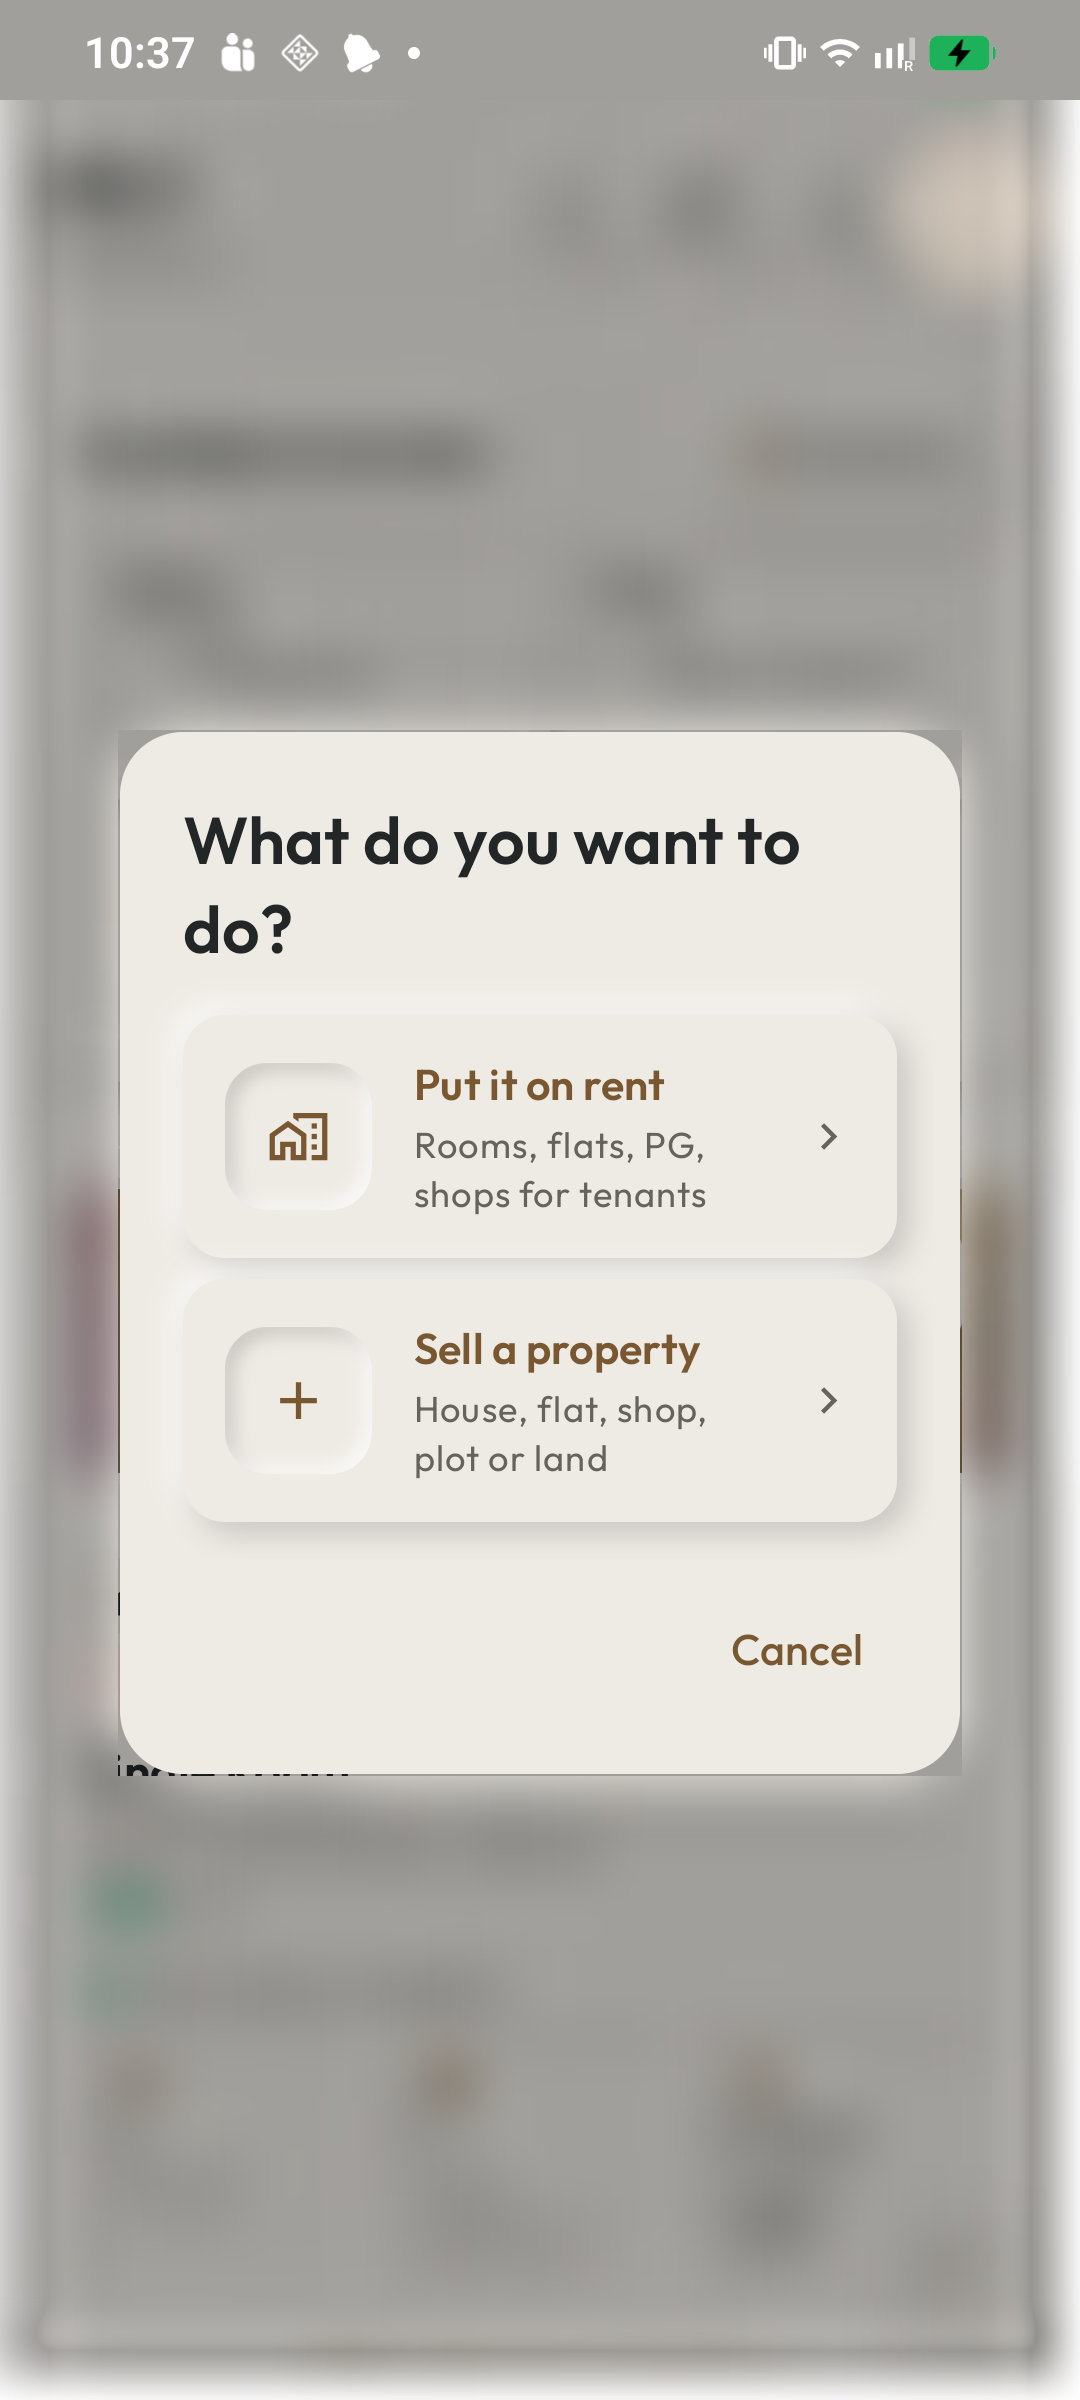 10:37
R
What do you want to
do?
Put it on rent
Rooms, flats, PG,
shops for tenants
Sell a property
House, flat, shop,
plot or land
Cancel